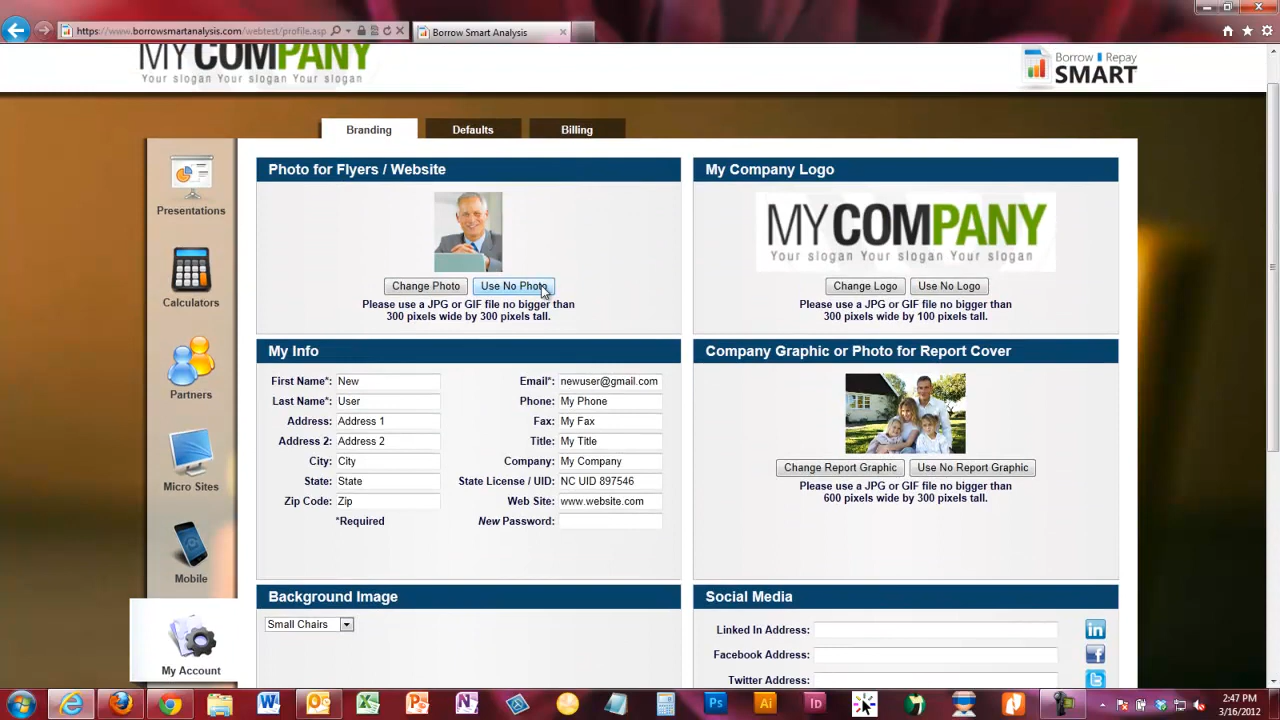 https://www.borrowsmartanalysis.com/webtest/profile.asp
Borrow Smart Analysis
MYCOMPANY
Your slogan Your slogan Your slogan
Borrow Repay
SMART
Branding
Defaults
Billing
Presentations
Calculators
Partners
Micro Sites
Mobile
My Account
Photo for Flyers / Website
Change Photo
Use No Photo
Please use a JPG or GIF file no bigger than
300 pixels wide by 300 pixels tall.
My Company Logo
MYCOMPANY
Your slogan Your slogan Your slogan
Change Logo
Use No Logo
Please use a JPG or GIF file no bigger than
300 pixels wide by 100 pixels tall.
My Info
First Name*: New
Email*: newuser@gmail.com
Last Name*: User
Phone: My Phone
Address: Address 1
Fax: My Fax
Address 2: Address 2
Title: My Title
City: City
Company: My Company
State: State
State License / UID: NC UID 897546
Zip Code: Zip
Web Site: www.website.com
*Required
New Password:
Company Graphic or Photo for Report Cover
Change Report Graphic
Use No Report Graphic
Please use a JPG or GIF file no bigger than
600 pixels wide by 300 pixels tall.
Background Image
Small Chairs
Social Media
Linked In Address:
in
Facebook Address:
f
Twitter Address:
t
W
O
X
P
N
Ps
Ai
Id
2:47 PM
3/16/2012